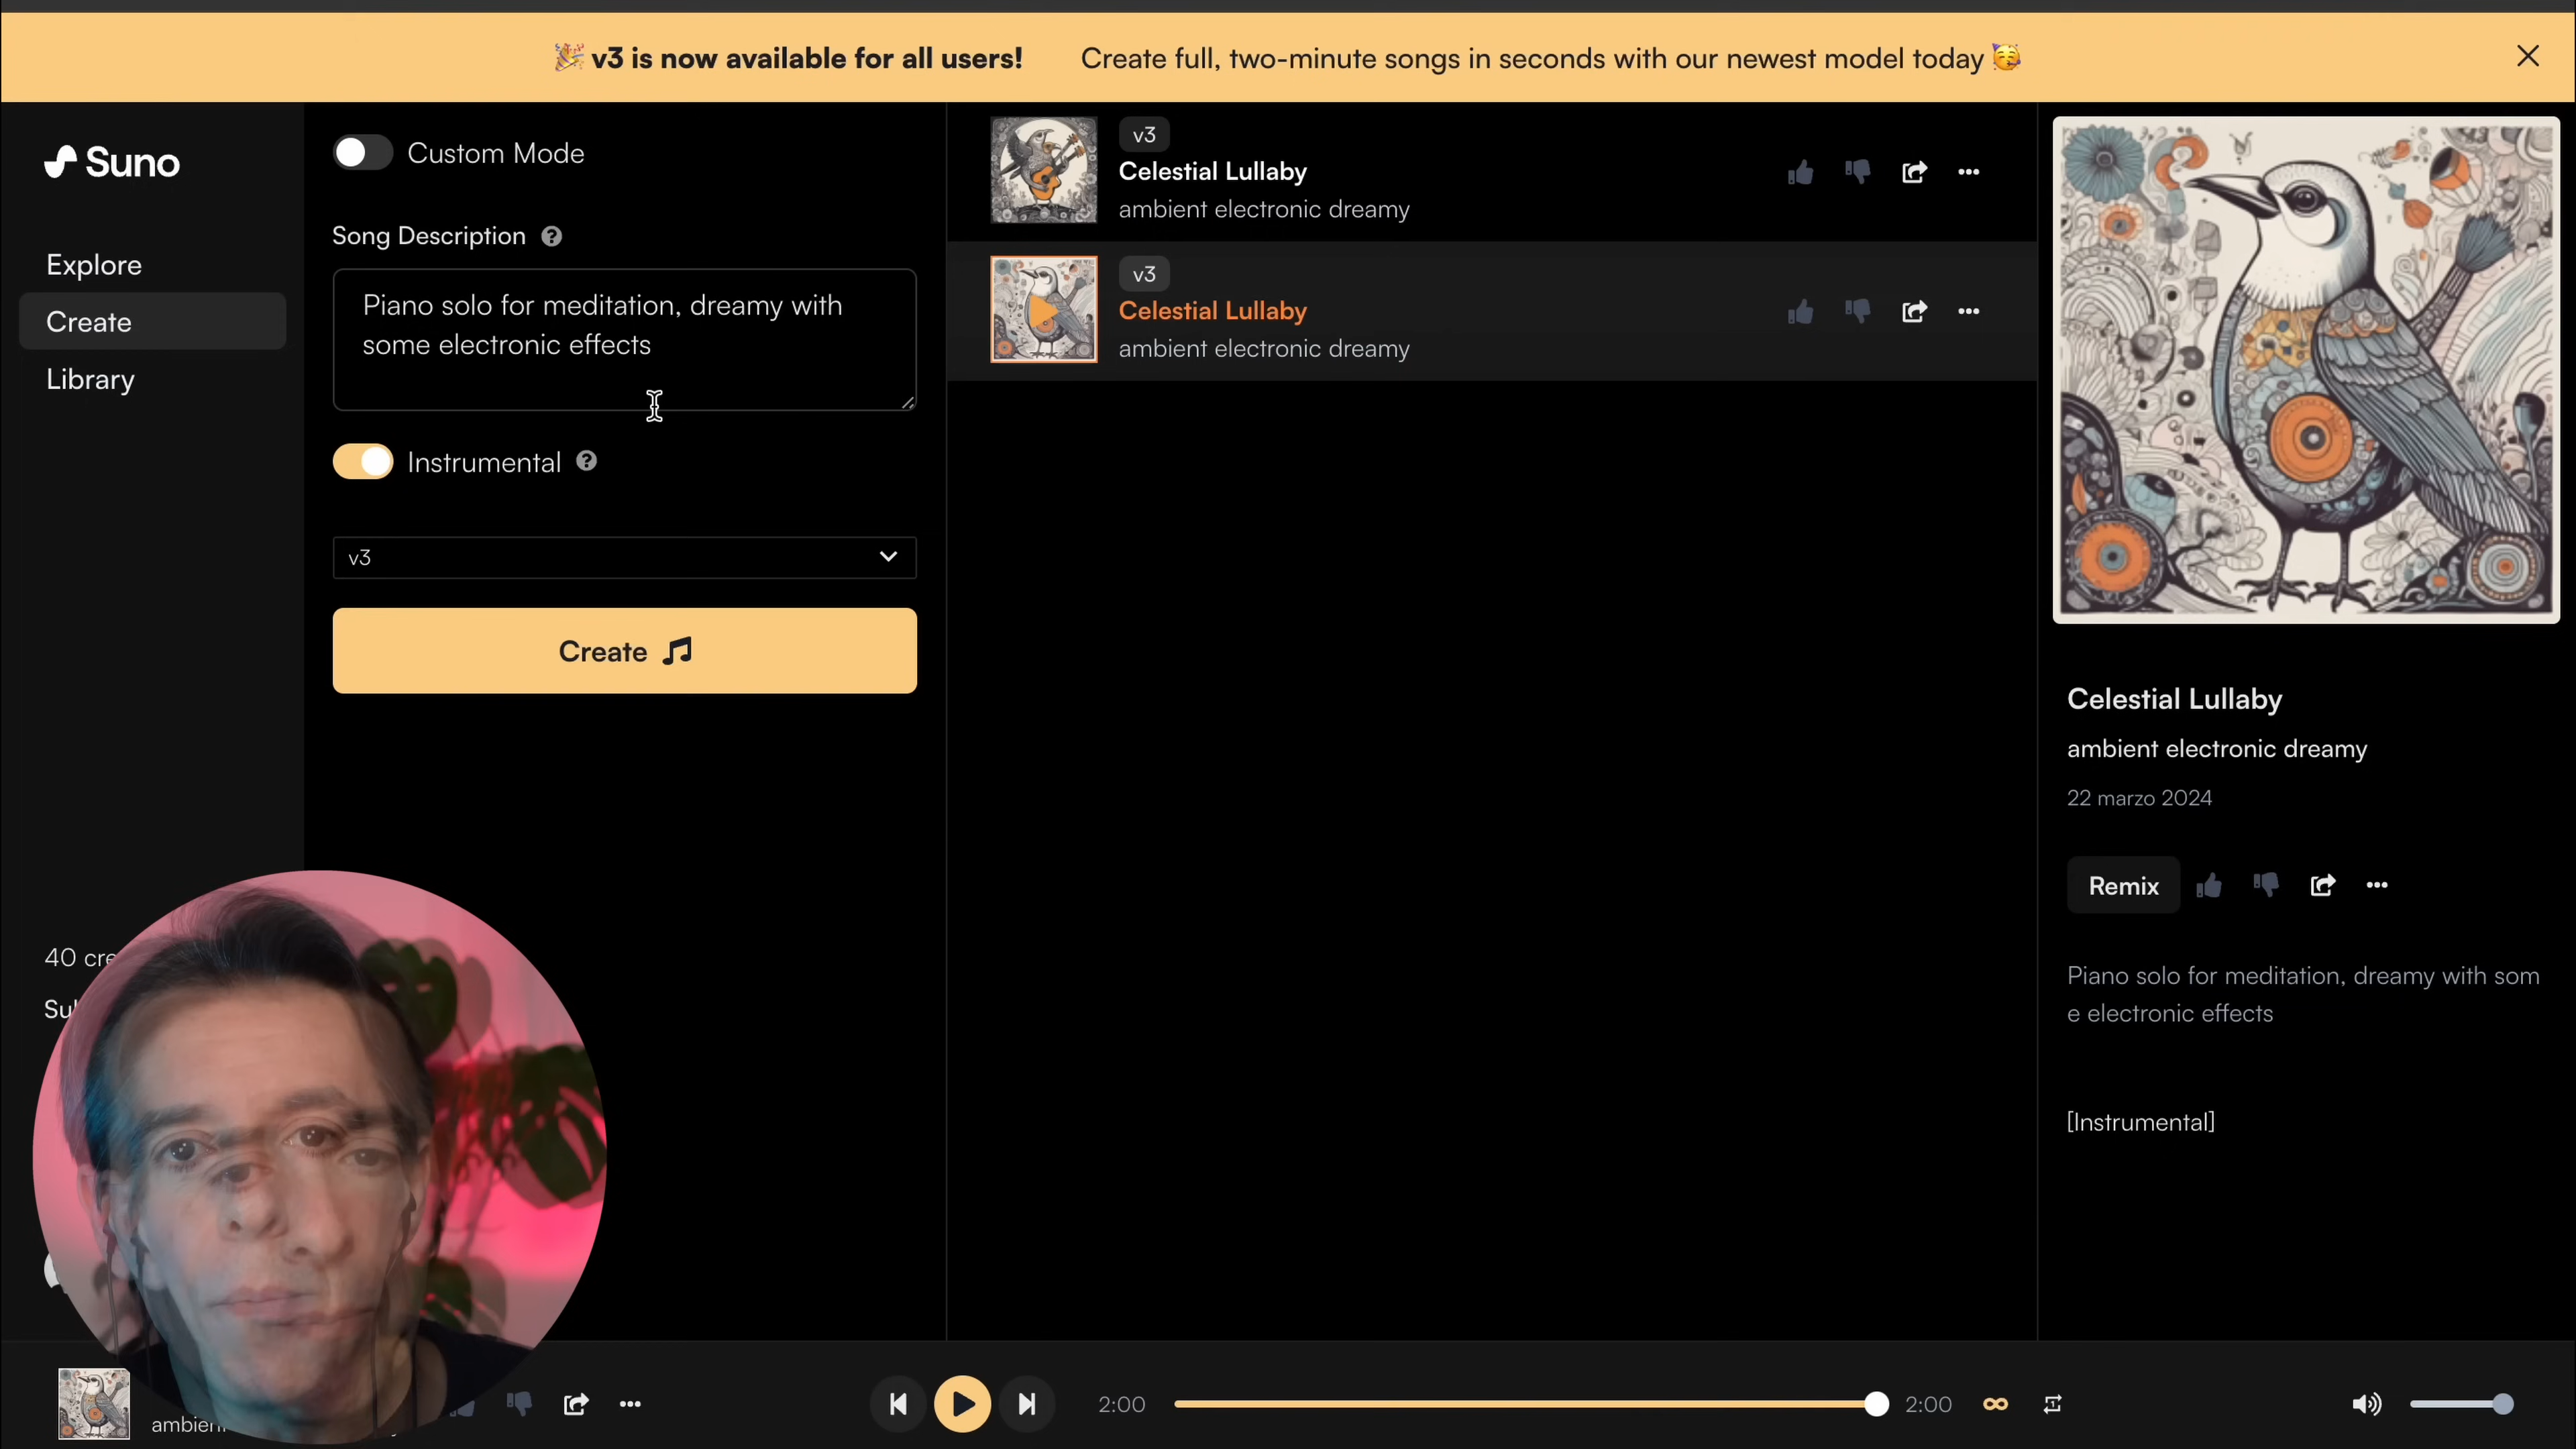 🎉 v3 is now available for all users! Create full, two-minute songs in seconds with our newest model today 🥳
Suno
Explore
Create
Library
40
Custom Mode
Song Description
Piano solo for meditation, dreamy with
some electronic effects
Instrumental
v3
Create
v3
Celestial Lullaby
ambient electronic dreamy
v3
Celestial Lullaby
ambient electronic dreamy
Celestial Lullaby
ambient electronic dreamy
22 marzo 2024
Remix
Piano solo for meditation, dreamy with som
e electronic effects
[Instrumental]
2:00
2:00